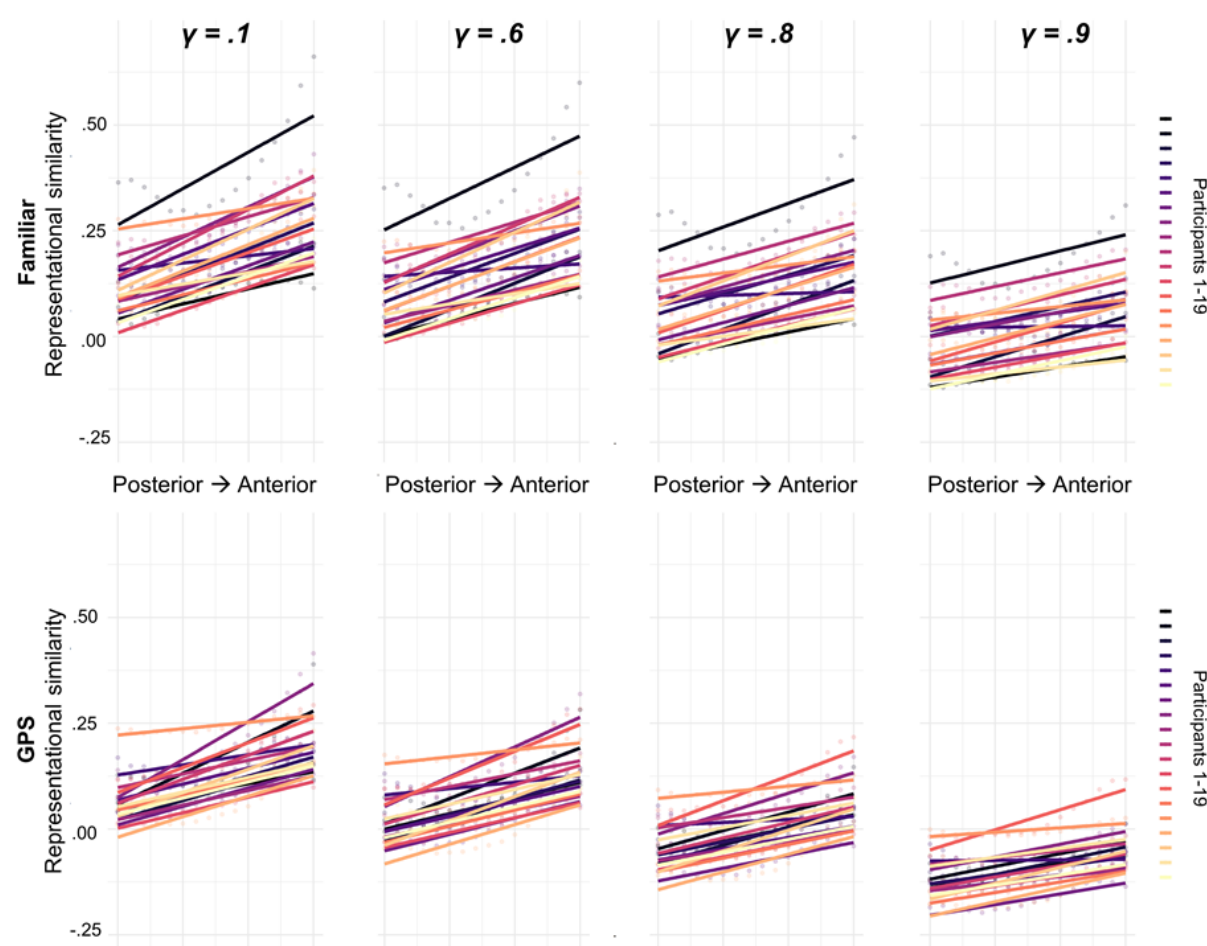 γ = .1
γ = .6
γ = .8
γ = .9
Familiar
Representational similarity
.50
.25
.00
-.25
Participants 1-19
Posterior → Anterior
Posterior → Anterior
Posterior → Anterior
Posterior → Anterior
GPS
Representational similarity
.50
.25
.00
-.25
Participants 1-19